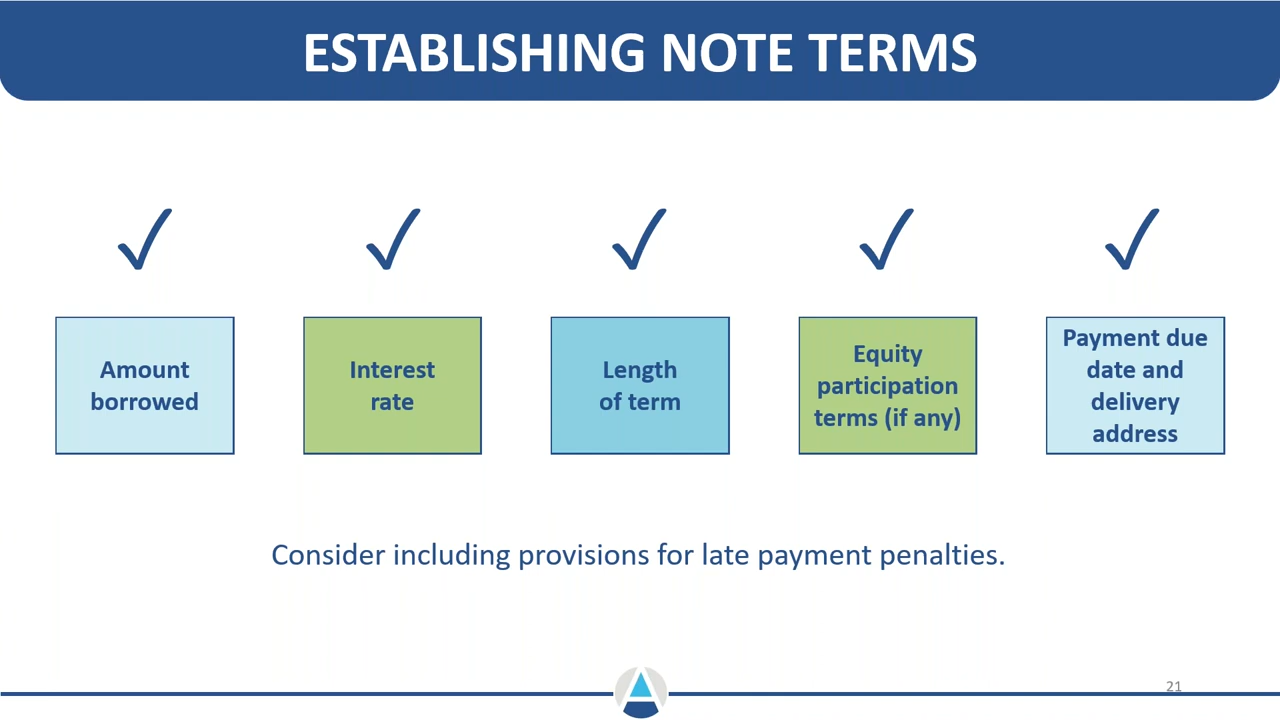 ESTABLISHING NOTE TERMS
Amount
borrowed
Interest
rate
Length
of term
Equity
participation
terms (if any)
Payment due
date and
delivery
address
Consider including provisions for late payment penalties.
21